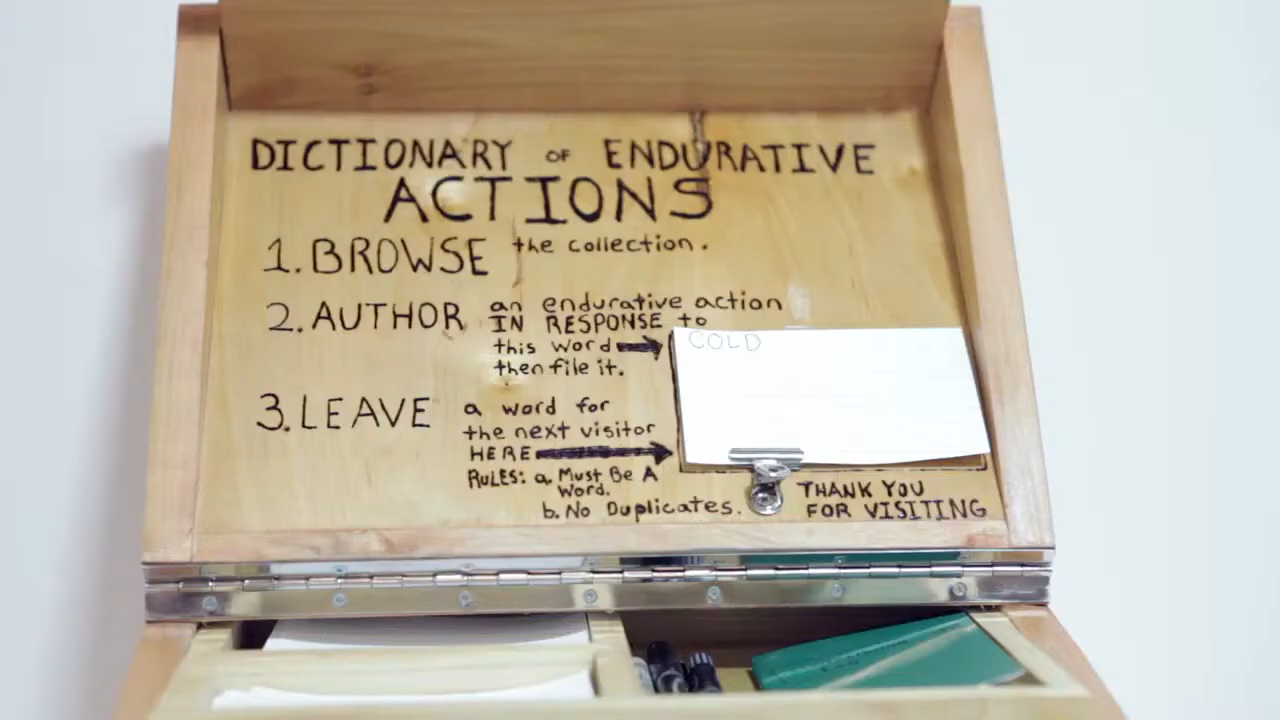 DICTIONARY OF ENDURATIVE
ACTIONS
1. BROWSE the collection.
2. AUTHOR an endurative action
IN RESPONSE to
this word
then file it.
COLD
3. LEAVE a word for
the next visitor
HERE
RULES: a. Must Be A
Word.
b. No Duplicates.
THANK YOU
FOR VISITING